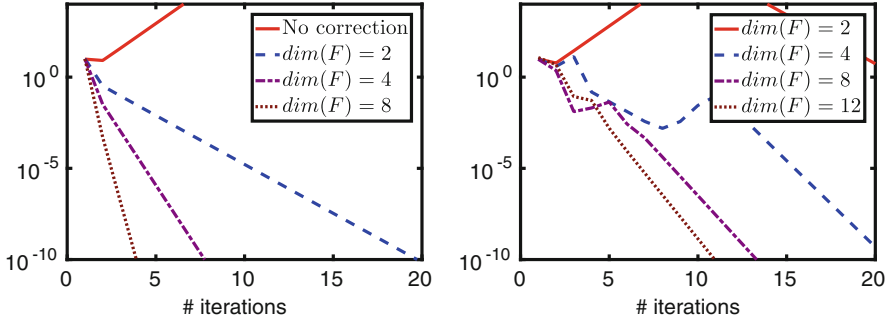 No correction
dim(F) = 2
dim(F) = 4
dim(F) = 8
10^0
10^-5
10^-10
0 5 10 15 20
# iterations
dim(F) = 2
dim(F) = 4
dim(F) = 8
dim(F) = 12
10^0
10^-5
10^-10
0 5 10 15 20
# iterations